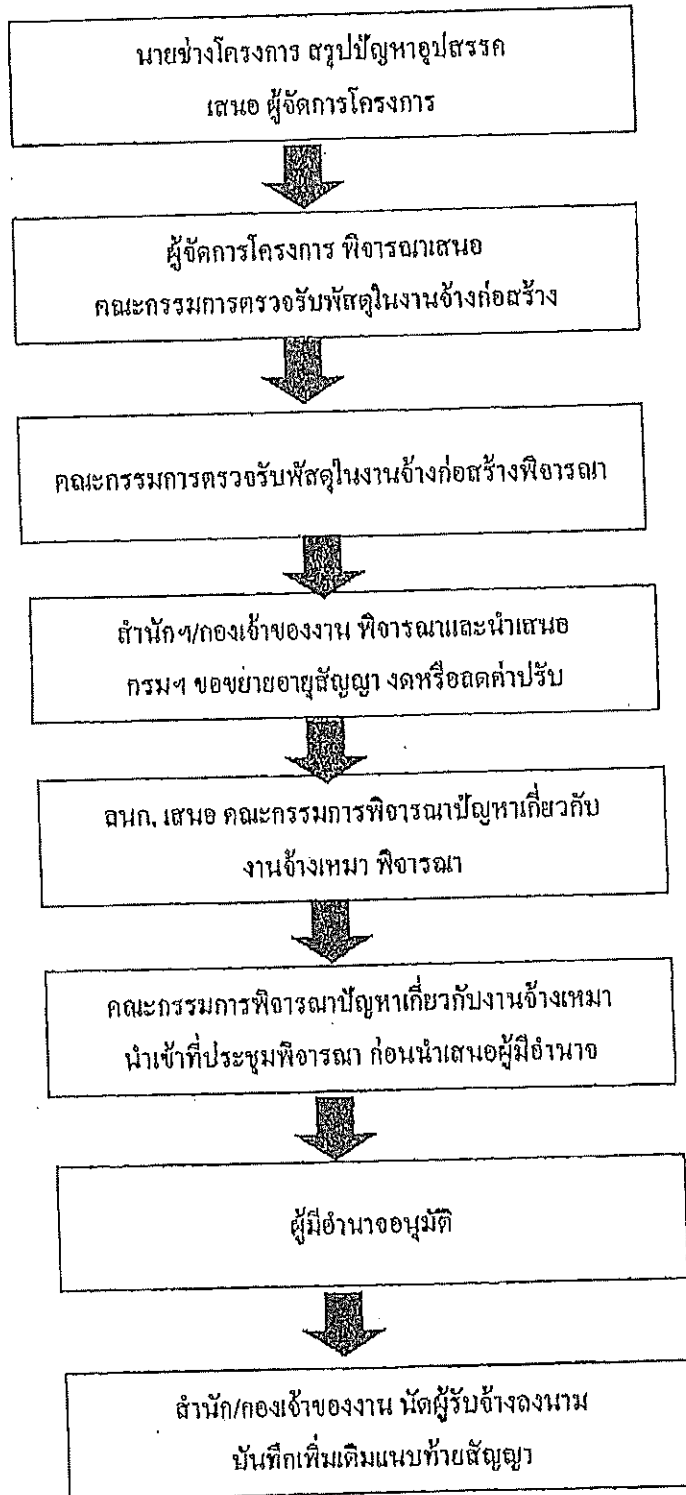 นายช่างโครงการ สรุปปัญหาอุปสรรค
เสนอ ผู้จัดการโครงการ
ผู้จัดการโครงการ พิจารณาเสนอ
คณะกรรมการตรวจรับพัสดุในงานจ้างก่อสร้าง
คณะกรรมการตรวจรับพัสดุในงานจ้างก่อสร้างพิจารณา
สำนักฯ/กองเจ้าของงาน พิจารณาและนำเสนอ
กรมฯ ขอขยายอายุสัญญา งดหรือลดค่าปรับ
ลนก. เสนอ คณะกรรมการพิจารณาปัญหาเกี่ยวกับ
งานจ้างเหมา พิจารณา
คณะกรรมการพิจารณาปัญหาเกี่ยวกับงานจ้างเหมา
นำเข้าที่ประชุมพิจารณา ก่อนนำเสนอผู้มีอำนาจ
ผู้มีอำนาจอนุมัติ
สำนัก/กองเจ้าของงาน นัดผู้รับจ้างลงนาม
บันทึกเพิ่มเติมแนบท้ายสัญญา